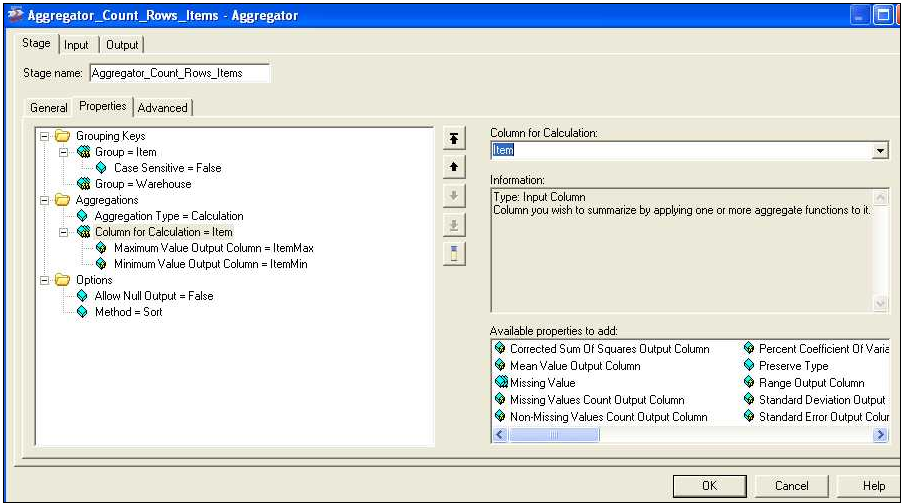 Aggregator_Count_Rows_Items - Aggregator
Stage Input Output
Stage name: Aggregator_Count_Rows_Items
General Properties Advanced
Grouping Keys
Group = Item
Case Sensitive = False
Group = Warehouse
Aggregations
Aggregation Type = Calculation
Column for Calculation = Item
Maximum Value Output Column = ItemMax
Minimum Value Output Column = ItemMin
Options
Allow Null Output = False
Method = Sort
Column for Calculation:
Item
Information:
Type: Input Column
Column you wish to summarize by applying one or more aggregate functions to it.
Available properties to add:
Corrected Sum Of Squares Output Column
Mean Value Output Column
Missing Value
Missing Values Count Output Column
Non-Missing Values Count Output Column
Percent Coefficient Of Varia
Preserve Type
Range Output Column
Standard Deviation Output
Standard Error Output Colur
OK Cancel Help